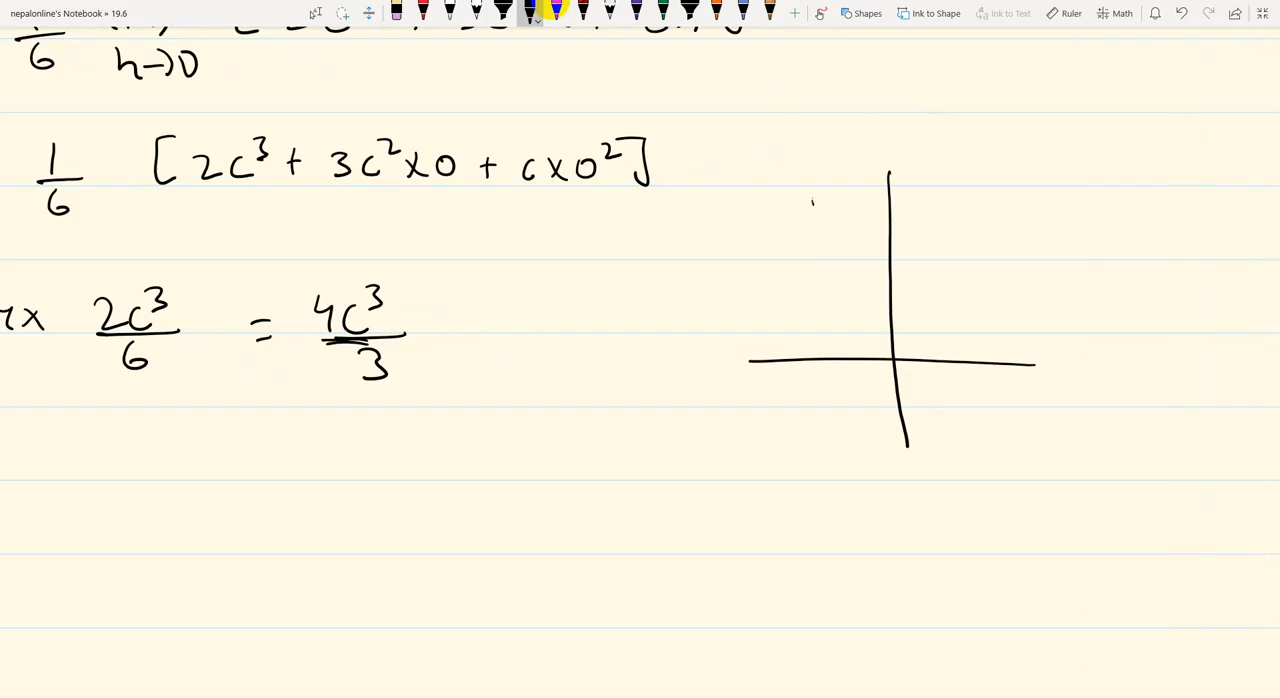 nepalonline's Notebook » 19.6
Shapes Ink to Shape Ink to Text Ruler Math
6 h→0
1/6 [2c³ + 3c²×0 + c×0²]
× 2c³/6 = 4c³/3